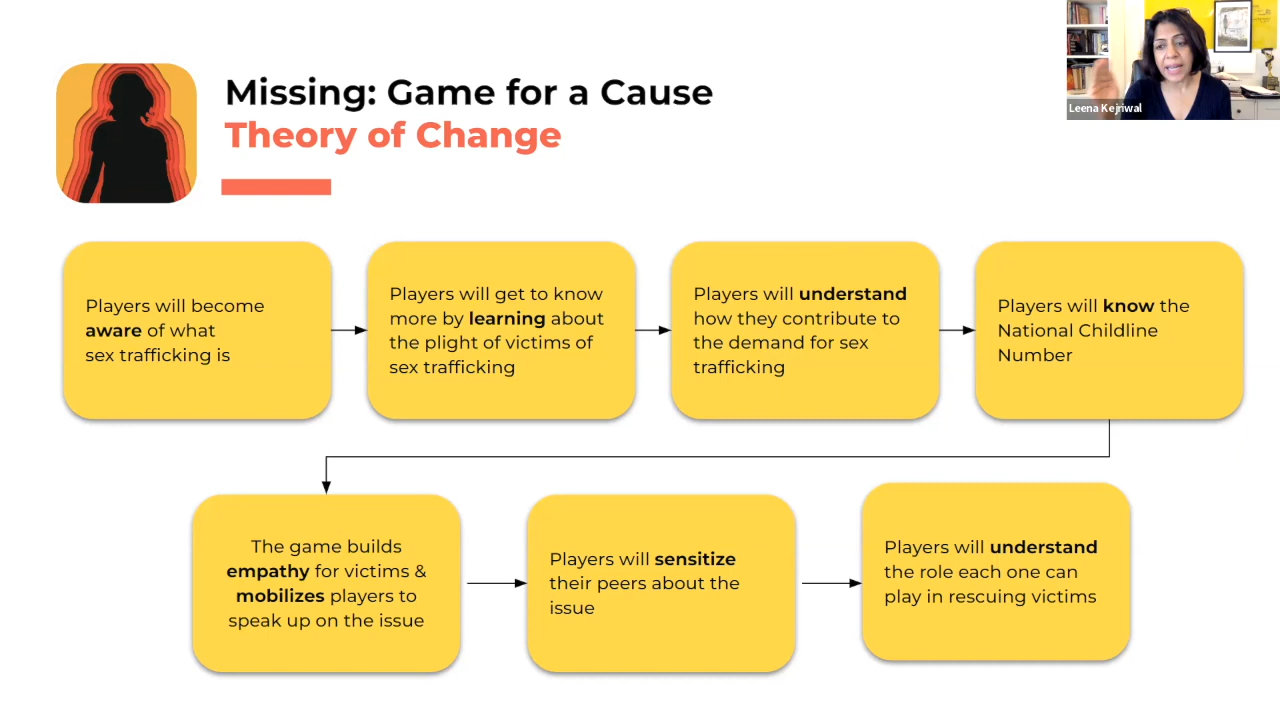 Leena Kejriwal
Missing: Game for a Cause
Theory of Change
Players will become
aware of what
sex trafficking is
Players will get to know
more by learning about
the plight of victims of
sex trafficking
Players will understand
how they contribute to
the demand for sex
trafficking
Players will know the
National Childline
Number
The game builds
empathy for victims &
mobilizes players to
speak up on the issue
Players will sensitize
their peers about the
issue
Players will understand
the role each one can
play in rescuing victims